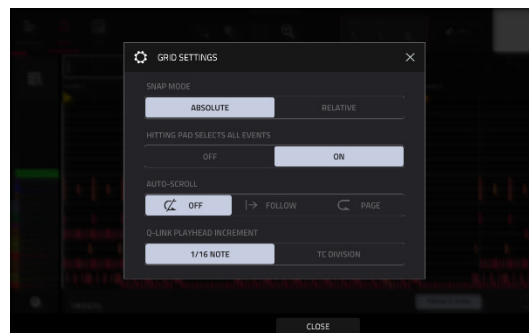 GRID SETTINGS
SNAP MODE
ABSOLUTE RELATIVE
HITTING PAD SELECTS ALL EVENTS
OFF ON
AUTO-SCROLL
OFF FOLLOW PAGE
Q-LINK PLAYHEAD INCREMENT
1/16 NOTE TC DIVISION
CLOSE